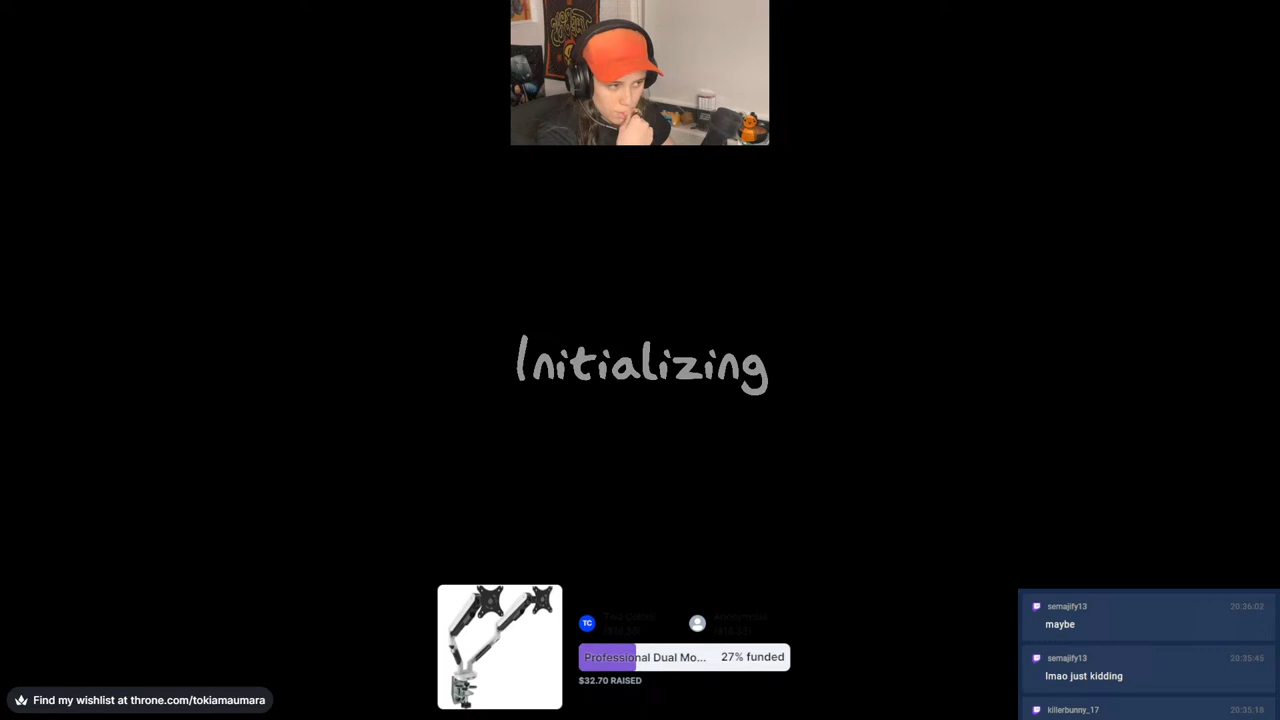 Initializing
TC
Professional Dual Mo... 27% funded
$32.70 RAISED
Find my wishlist at throne.com/tokiamaumara
semajify13 20:36:02
maybe
semajify13 20:35:45
lmao just kidding
killerbunny_17 20:35:18